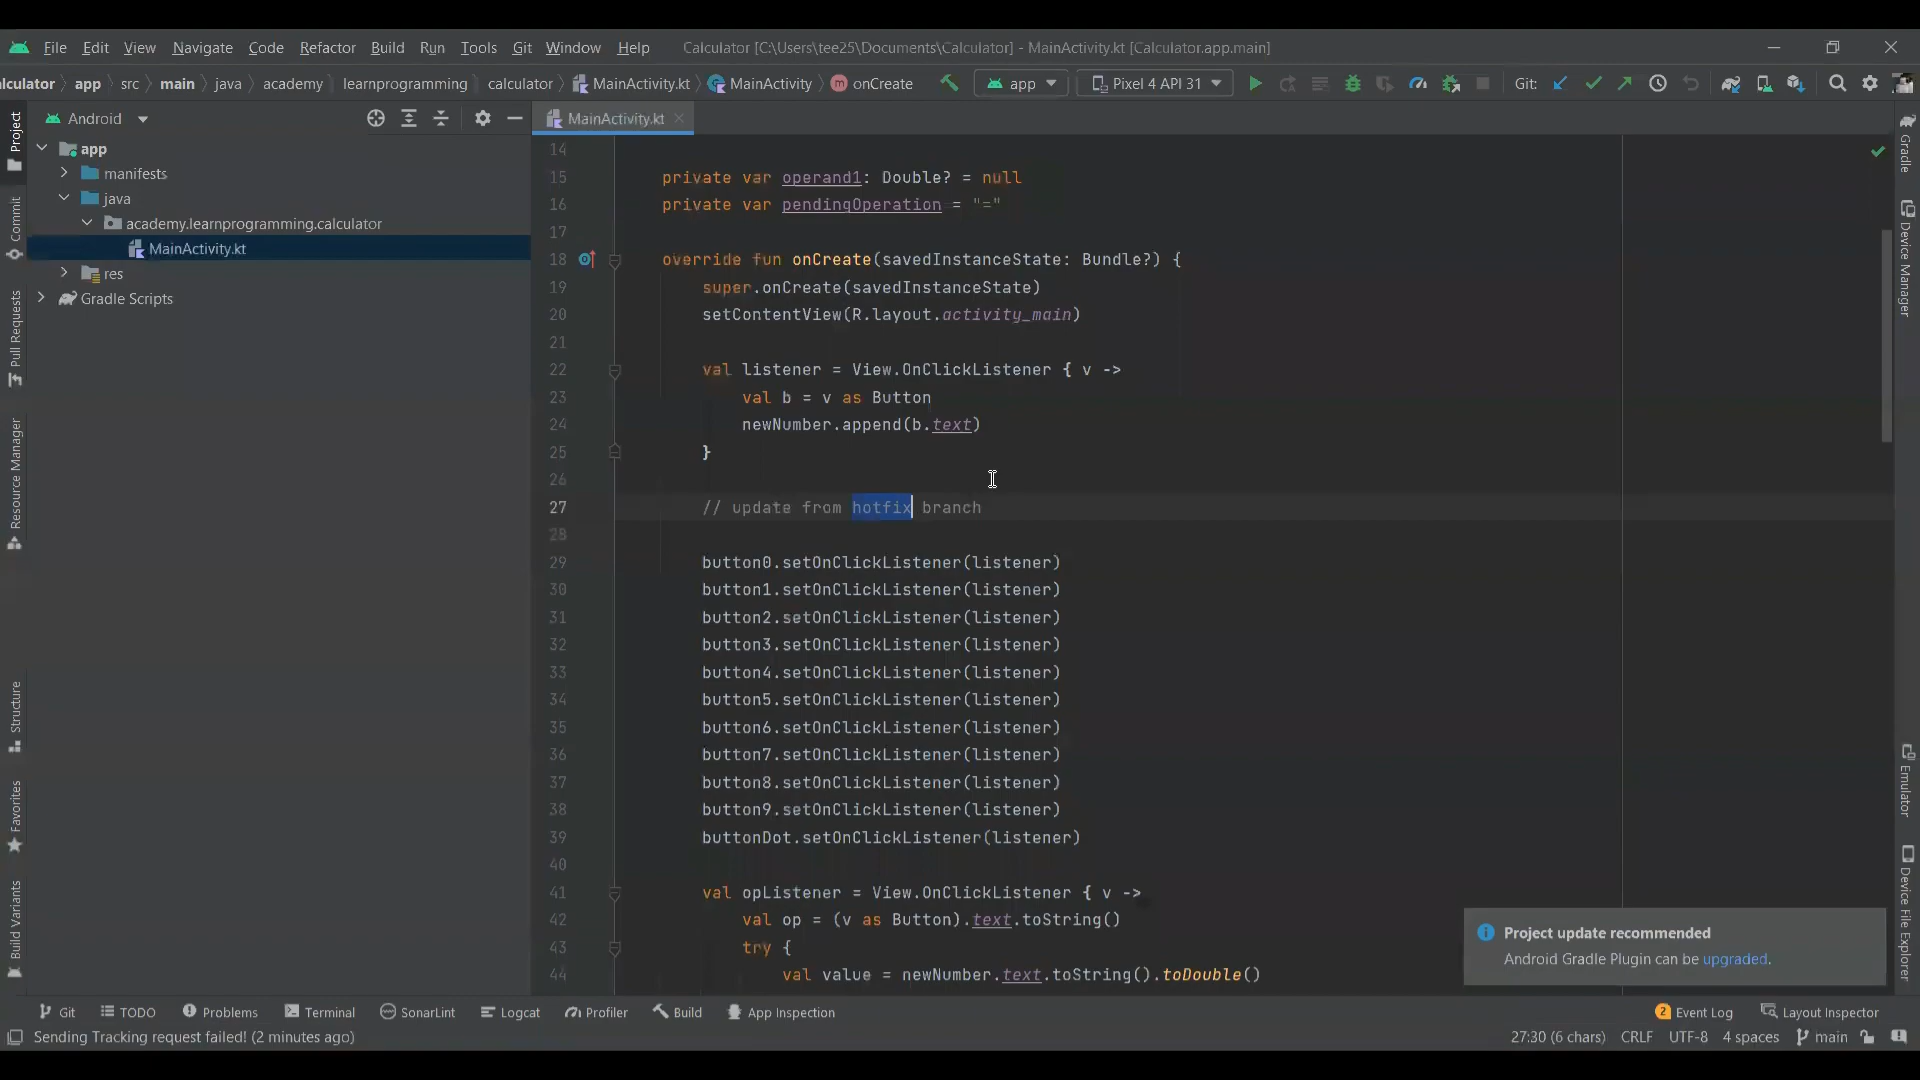 File Edit View Navigate Code Refactor Build Run Tools Git Window Help Calculator [C:\Users\tee25\Documents\Calculator] - MainActivity.kt [Calculator.app.main]
lculator app src main java academy learnprogramming calculator MainActivity.kt MainActivity onCreate app Pixel 4 API 31 Git:
Project
Commit
Pull Requests
Resource Manager
Structure
Favorites
Build Variants
Android
app
manifests
java
academy.learnprogramming.calculator
MainActivity.kt
res
Gradle Scripts
MainActivity.kt
14
15 private var operand1: Double? = null
16 private var pendingOperation = "="
17
18 override fun onCreate(savedInstanceState: Bundle?) {
19 super.onCreate(savedInstanceState)
20 setContentView(R.layout.activity_main)
21
22 val listener = View.OnClickListener { v ->
23 val b = v as Button
24 newNumber.append(b.text)
25 }
26
27 // update from hotfix branch
28
29 button0.setOnClickListener(listener)
30 button1.setOnClickListener(listener)
31 button2.setOnClickListener(listener)
32 button3.setOnClickListener(listener)
33 button4.setOnClickListener(listener)
34 button5.setOnClickListener(listener)
35 button6.setOnClickListener(listener)
36 button7.setOnClickListener(listener)
37 button8.setOnClickListener(listener)
38 button9.setOnClickListener(listener)
39 buttonDot.setOnClickListener(listener)
40
41 val opListener = View.OnClickListener { v ->
42 val op = (v as Button).text.toString()
43 try {
44 val value = newNumber.text.toString().toDouble()
Gradle
Device Manager
Emulator
Device File Explorer
Project update recommended
Android Gradle Plugin can be upgraded.
Git TODO Problems Terminal SonarLint Logcat Profiler Build App Inspection 2 Event Log Layout Inspector
Sending Tracking request failed! (2 minutes ago) 27:30 (6 chars) CRLF UTF-8 4 spaces main